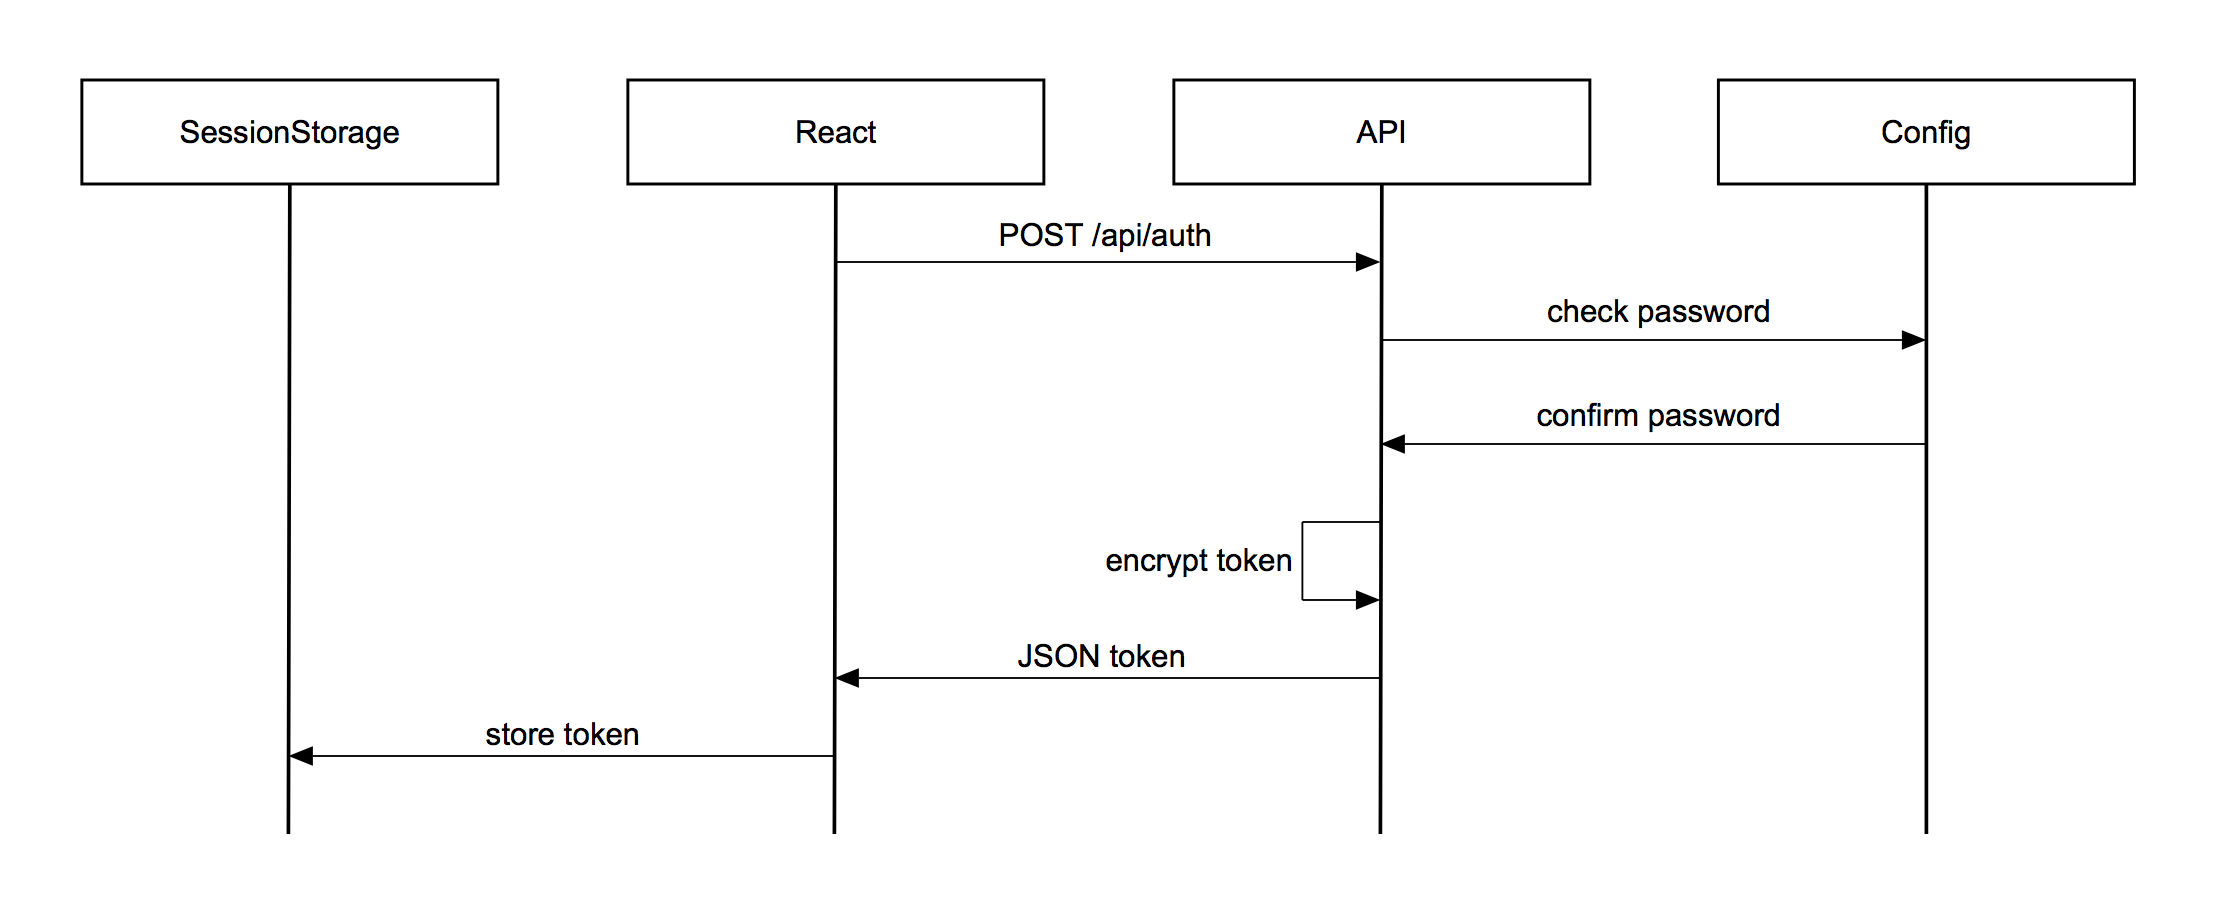 SessionStorage
React
API
Config
POST /api/auth
check password
confirm password
encrypt token
JSON token
store token